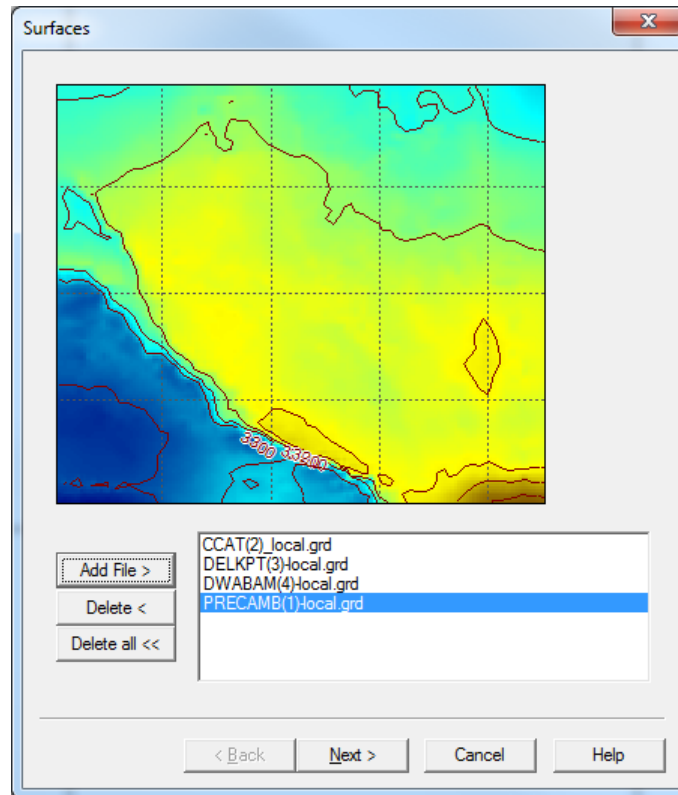 Surfaces
3800 33200
Add File >
Delete <
Delete all <<
CCAT(2)_local.grd
DELKPT(3)-local.grd
DWABAM(4)-local.grd
PRECAMB(1)-local.grd
< Back
Next >
Cancel
Help